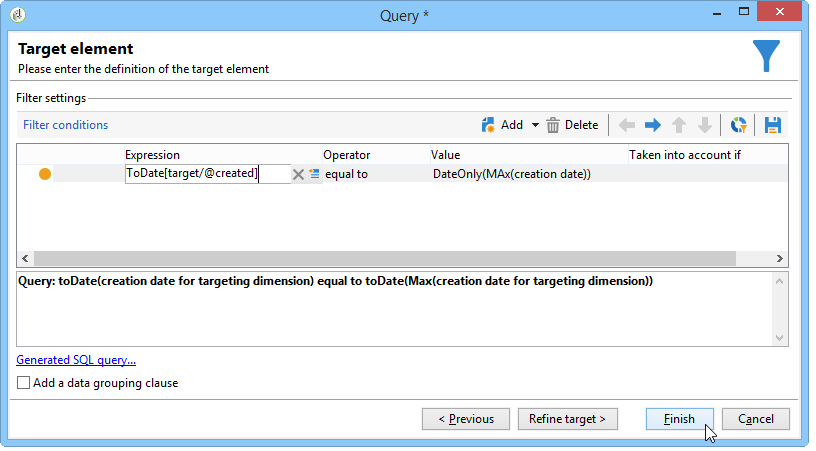 Query *
Target element
Please enter the definition of the target element
Filter settings
Filter conditions Add Delete
Expression Operator Value Taken into account if
ToDate[target/@created] equal to DateOnly(MAx(creation date))
Query: toDate(creation date for targeting dimension) equal to toDate(Max(creation date for targeting dimension))
Generated SQL query...
Add a data grouping clause
< Previous Refine target > Finish Cancel